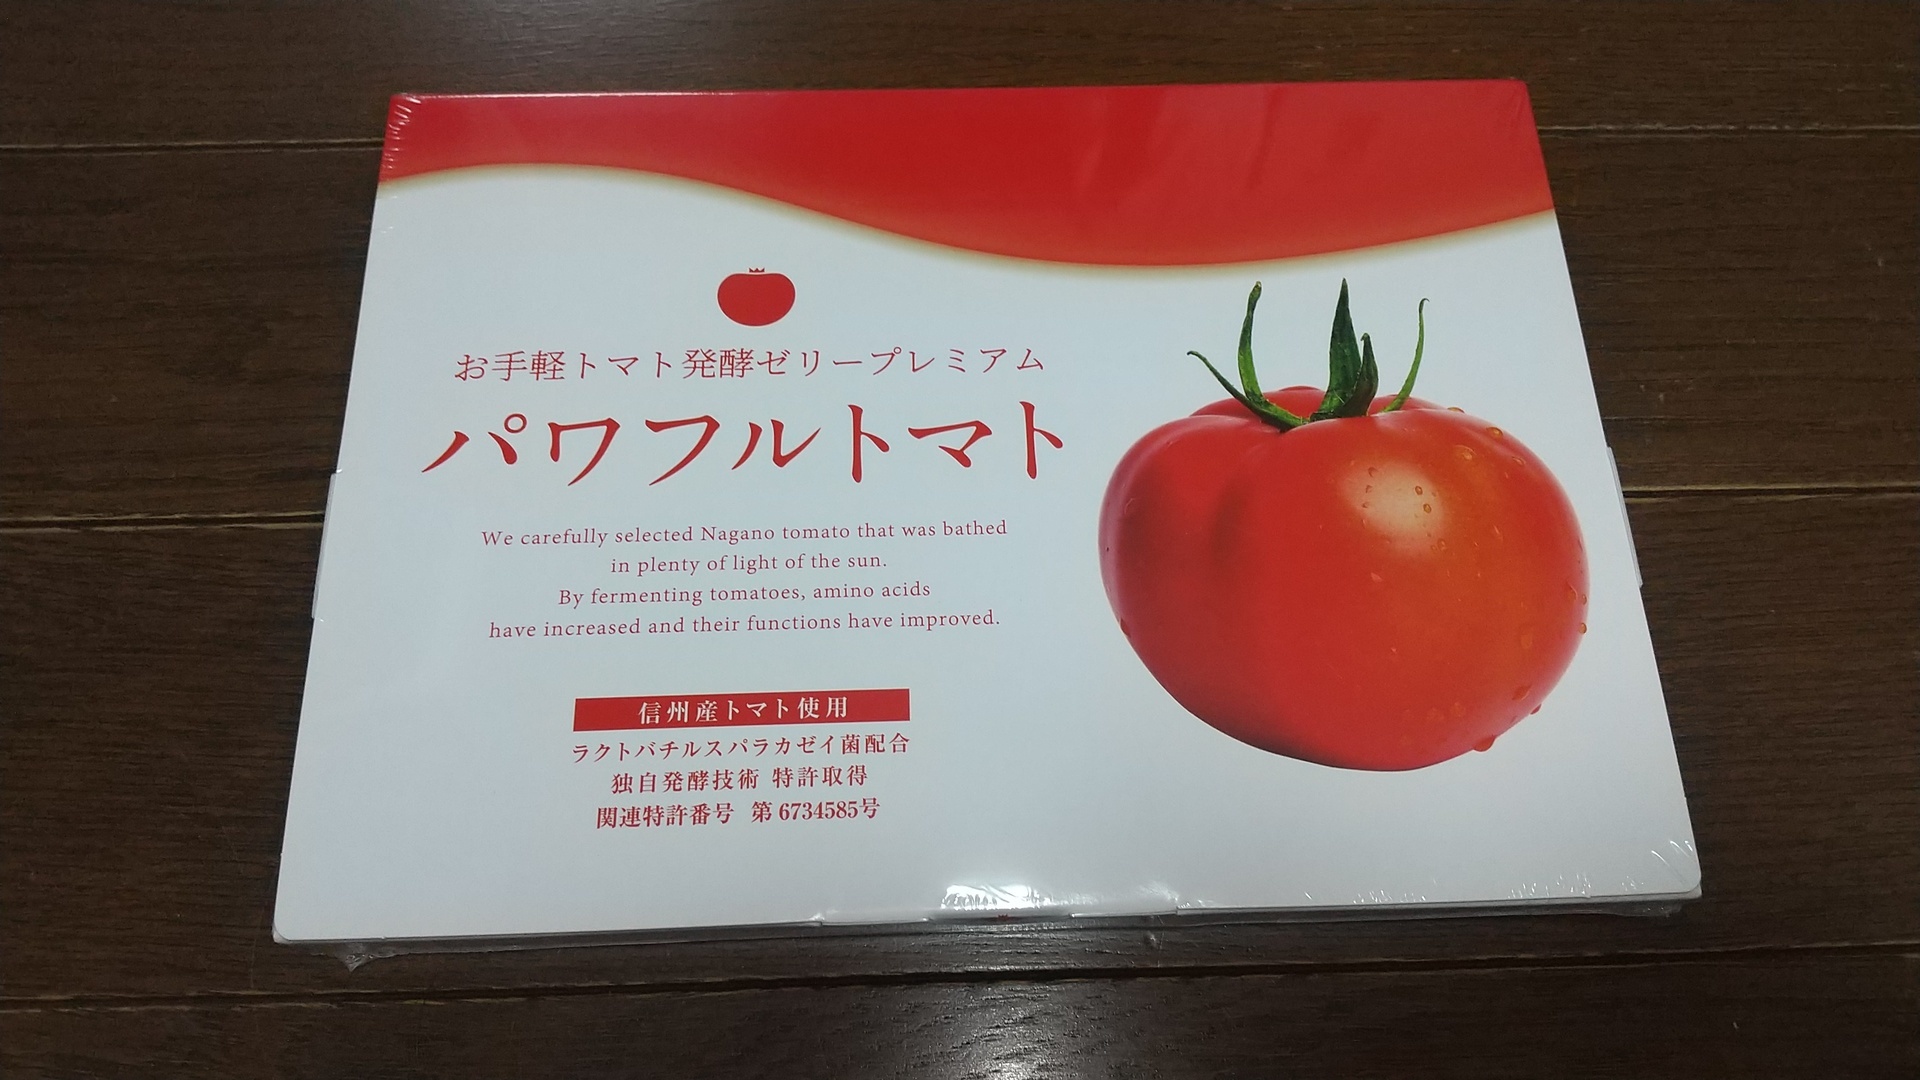 お手軽トマト発酵ゼリープレミアム
パワフルトマト
We carefully selected Nagano tomato that was bathed
in plenty of light of the sun.
By fermenting tomatoes, amino acids
have increased and their functions have improved.
信州産トマト使用
ラクトバチルスパラカゼイ菌配合
独自発酵技術 特許取得
関連特許番号 第6734585号